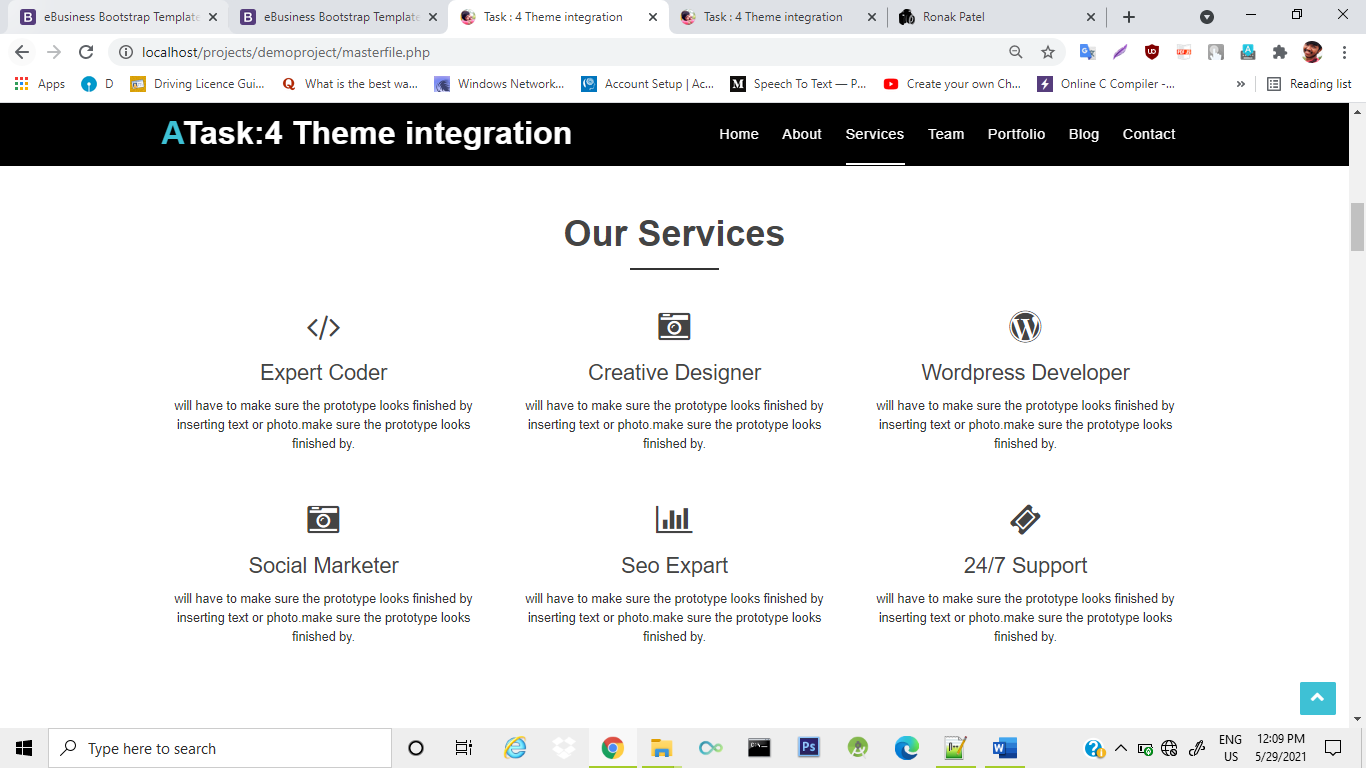 eBusiness Bootstrap Template
eBusiness Bootstrap Template
Task : 4 Theme integration
Task : 4 Theme integration
Ronak Patel
localhost/projects/demoproject/masterfile.php
Apps
D
Driving Licence Gui...
What is the best wa...
Windows Network...
Account Setup | Ac...
Speech To Text — P...
Create your own Ch...
Online C Compiler -...
Reading list
ATask:4 Theme integration
Home About Services Team Portfolio Blog Contact
Our Services
Expert Coder
will have to make sure the prototype looks finished by
inserting text or photo.make sure the prototype looks
finished by.
Creative Designer
will have to make sure the prototype looks finished by
inserting text or photo.make sure the prototype looks
finished by.
Wordpress Developer
will have to make sure the prototype looks finished by
inserting text or photo.make sure the prototype looks
finished by.
Social Marketer
will have to make sure the prototype looks finished by
inserting text or photo.make sure the prototype looks
finished by.
Seo Expart
will have to make sure the prototype looks finished by
inserting text or photo.make sure the prototype looks
finished by.
24/7 Support
will have to make sure the prototype looks finished by
inserting text or photo.make sure the prototype looks
finished by.
Type here to search
ENG
US
12:09 PM
5/29/2021